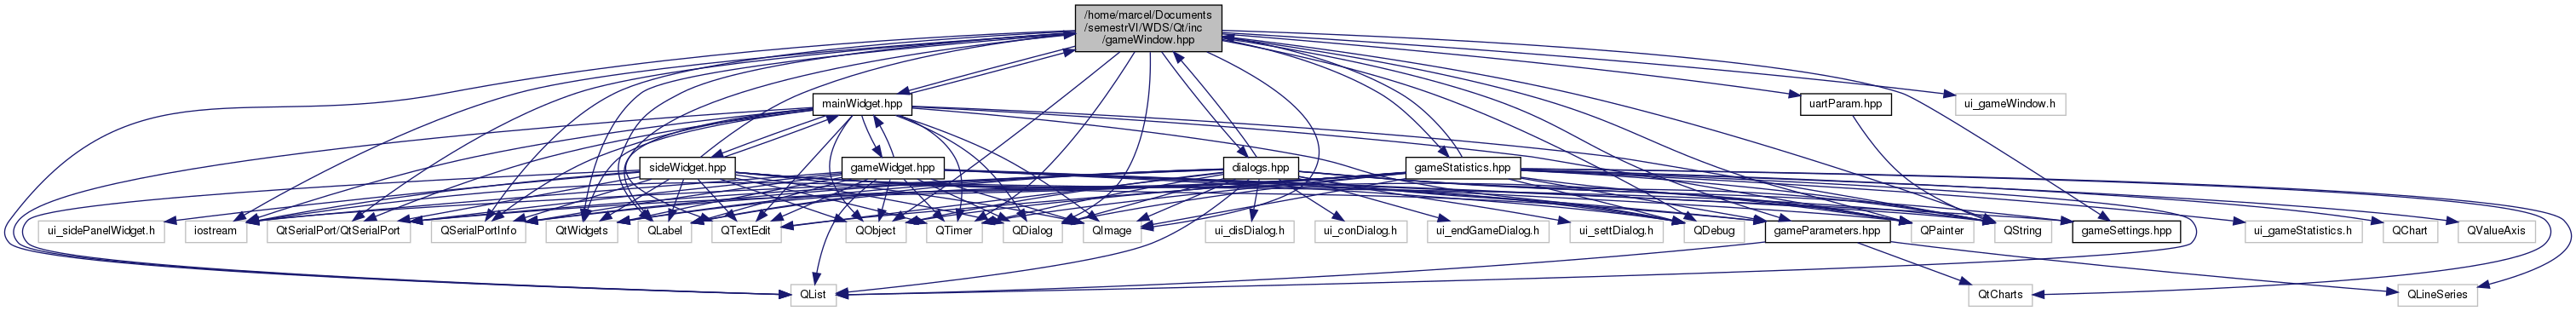 /home/marcel/Documents
/semestrVI/WDS/Qt/inc
/gameWindow.hpp
mainWidget.hpp
uartParam.hpp
ui_gameWindow.h
sideWidget.hpp
gameWidget.hpp
dialogs.hpp
gameStatistics.hpp
ui_sidePanelWidget.h
iostream
QtSerialPort/QtSerialPort
QSerialPortInfo
QtWidgets
QLabel
QTextEdit
QObject
QTimer
QDialog
QImage
ui_disDialog.h
ui_conDialog.h
ui_endGameDialog.h
ui_settDialog.h
QDebug
gameParameters.hpp
QPainter
QString
gameSettings.hpp
ui_gameStatistics.h
QChart
QValueAxis
QList
QtCharts
QLineSeries